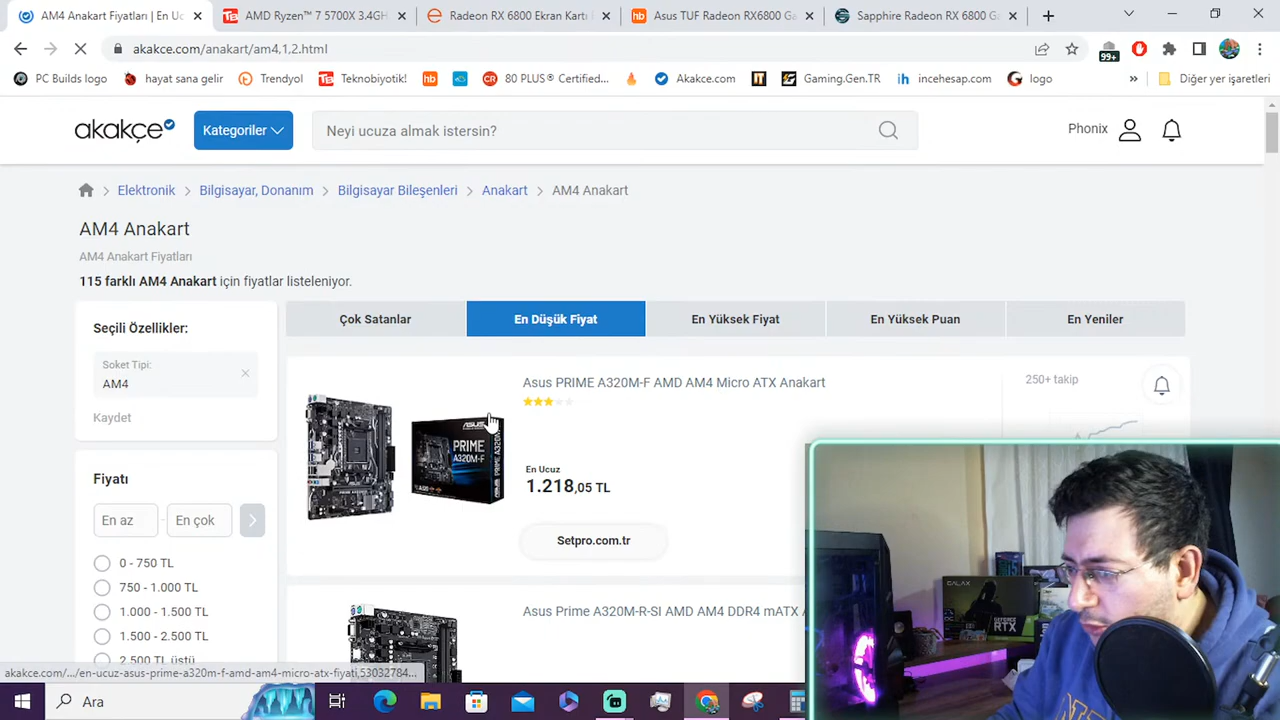 AM4 Anakart Fiyatları | En Uc
AMD Ryzen™ 7 5700X 3.4GH
Radeon RX 6800 Ekran Kartı
Asus TUF Radeon RX6800 Ga
Sapphire Radeon RX 6800 G
akakce.com/anakart/am4,1,2.html
99+
PC Builds logo
hayat sana gelir
Trendyol
Teknobiyotik!
hb
80 PLUS® Certified...
Akakce.com
Gaming.Gen.TR
ih
incehesap.com
logo
»
Diğer yer işaretleri
akakçe
Kategoriler
Neyi ucuza almak istersin?
Phonix
Elektronik
Bilgisayar, Donanım
Bilgisayar Bileşenleri
Anakart
AM4 Anakart
AM4 Anakart
AM4 Anakart Fiyatları
115 farklı AM4 Anakart için fiyatlar listeleniyor.
Seçili Özellikler:
Soket Tipi:
AM4
Kaydet
Çok Satanlar
En Düşük Fiyat
En Yüksek Fiyat
En Yüksek Puan
En Yeniler
Asus PRIME A320M-F AMD AM4 Micro ATX Anakart
250+ takip
ASUS
PRIME
A320M-F
En Ucuz
1.218,05 TL
Setpro.com.tr
Fiyatı
En az
En çok
0 - 750 TL
750 - 1.000 TL
1.000 - 1.500 TL
1.500 - 2.500 TL
2.500 TL üstü
Asus Prime A320M-R-SI AMD AM4 DDR4 mATX A
akakce.com/.../en-ucuz-asus-prime-a320m-f-amd-am4-micro-atx-fiyati,53032784...
GALAX
GEFORCE
RTX
Ara